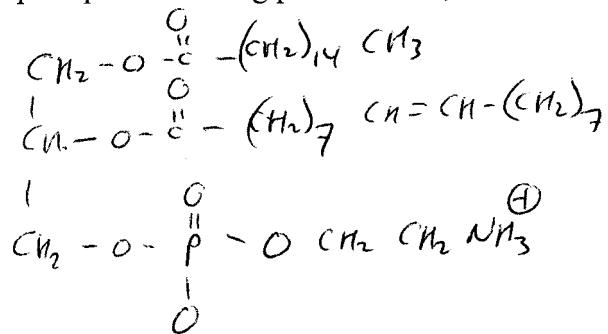 O
CH2 - O - C - (CH2)14 CH3
O
CH - O - C - (CH2)7 CH = CH - (CH2)7
O
CH2 - O - P - O CH2 CH2 NH3 +
O